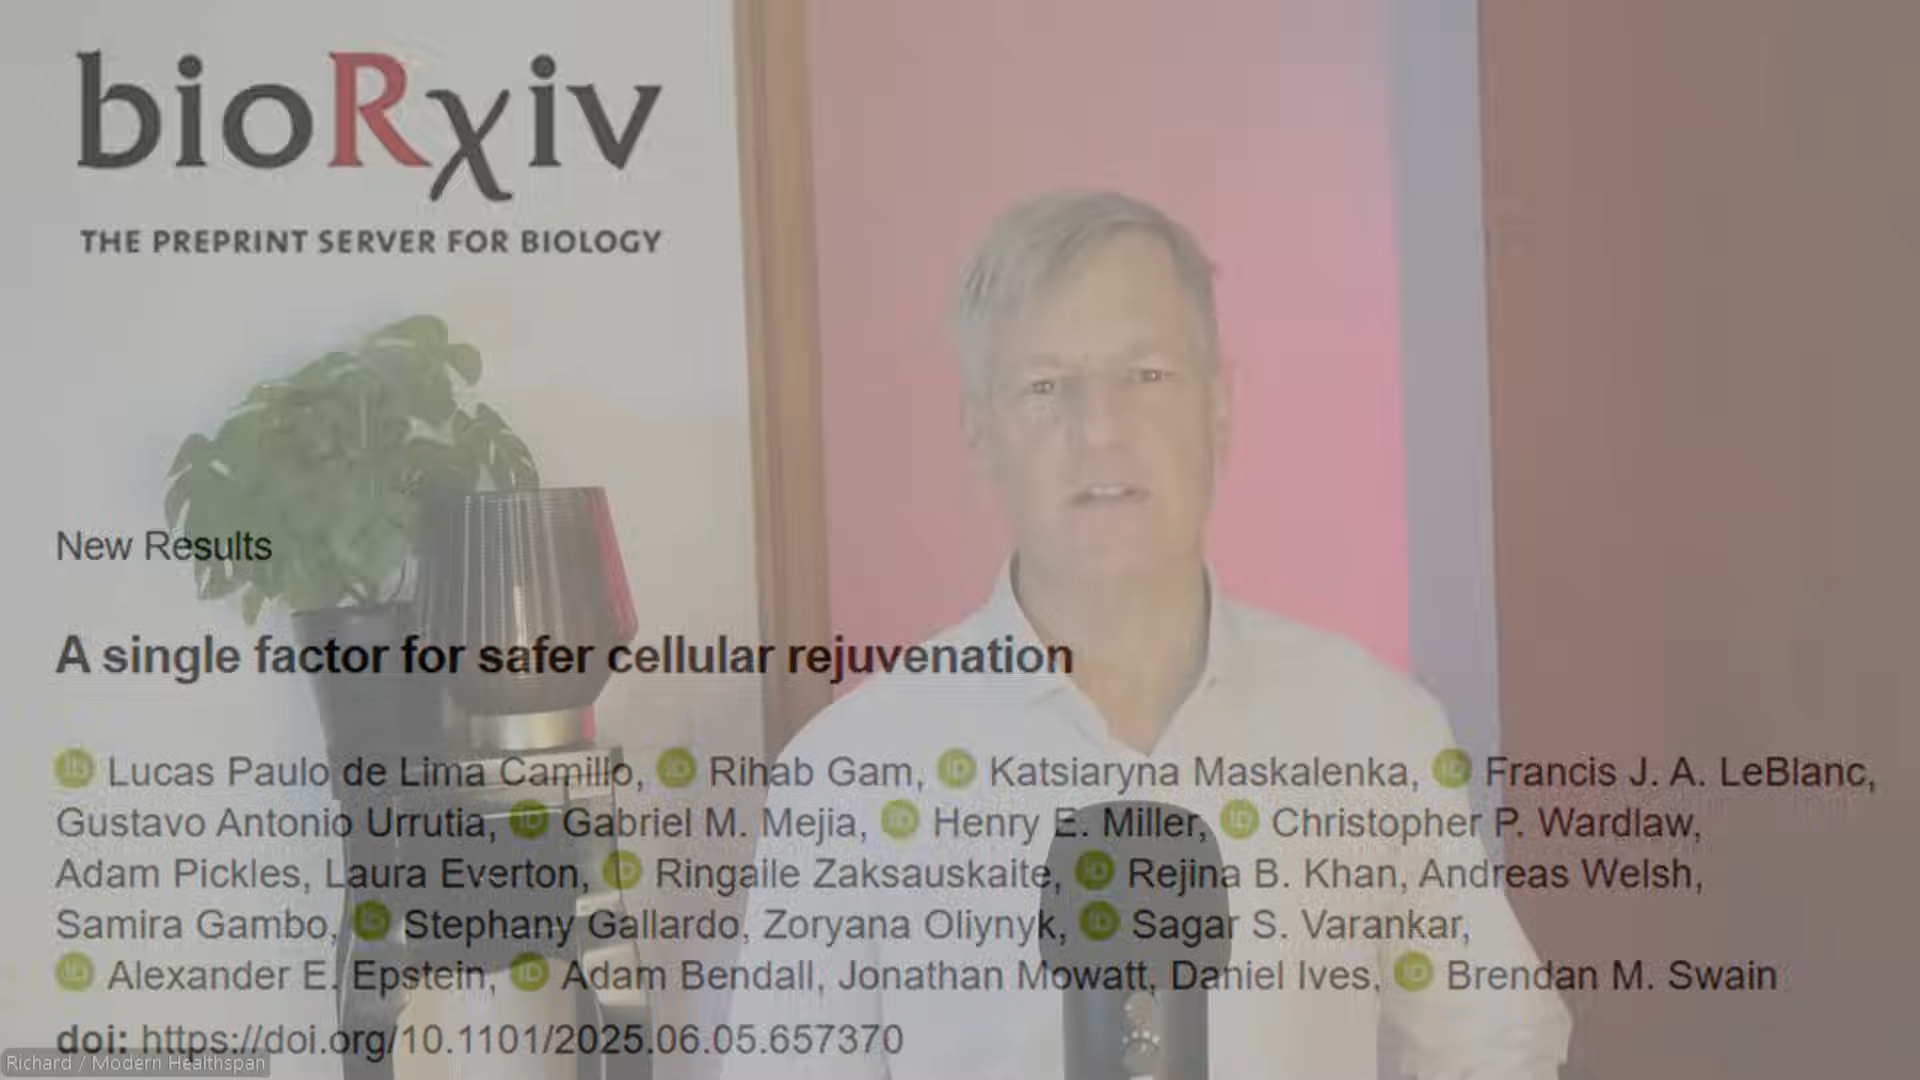 bioRxiv
THE PREPRINT SERVER FOR BIOLOGY
New Results
A single factor for safer cellular rejuvenation
Lucas Paulo de Lima Camillo, Rihab Gam, Katsiaryna Maskalenka, Francis J. A. LeBlanc,
Gustavo Antonio Urrutia, Gabriel M. Mejia, Henry E. Miller, Christopher P. Wardlaw,
Adam Pickles, Laura Everton, Ringaile Zaksauskaite, Rejina B. Khan, Andreas Welsh,
Samira Gambo, Stephany Gallardo, Zoryana Oliynyk, Sagar S. Varankar,
Alexander E. Epstein, Adam Bendall, Jonathan Mowatt, Daniel Ives, Brendan M. Swain
doi: https://doi.org/10.1101/2025.06.05.657370
Richard / Modern Healthspan